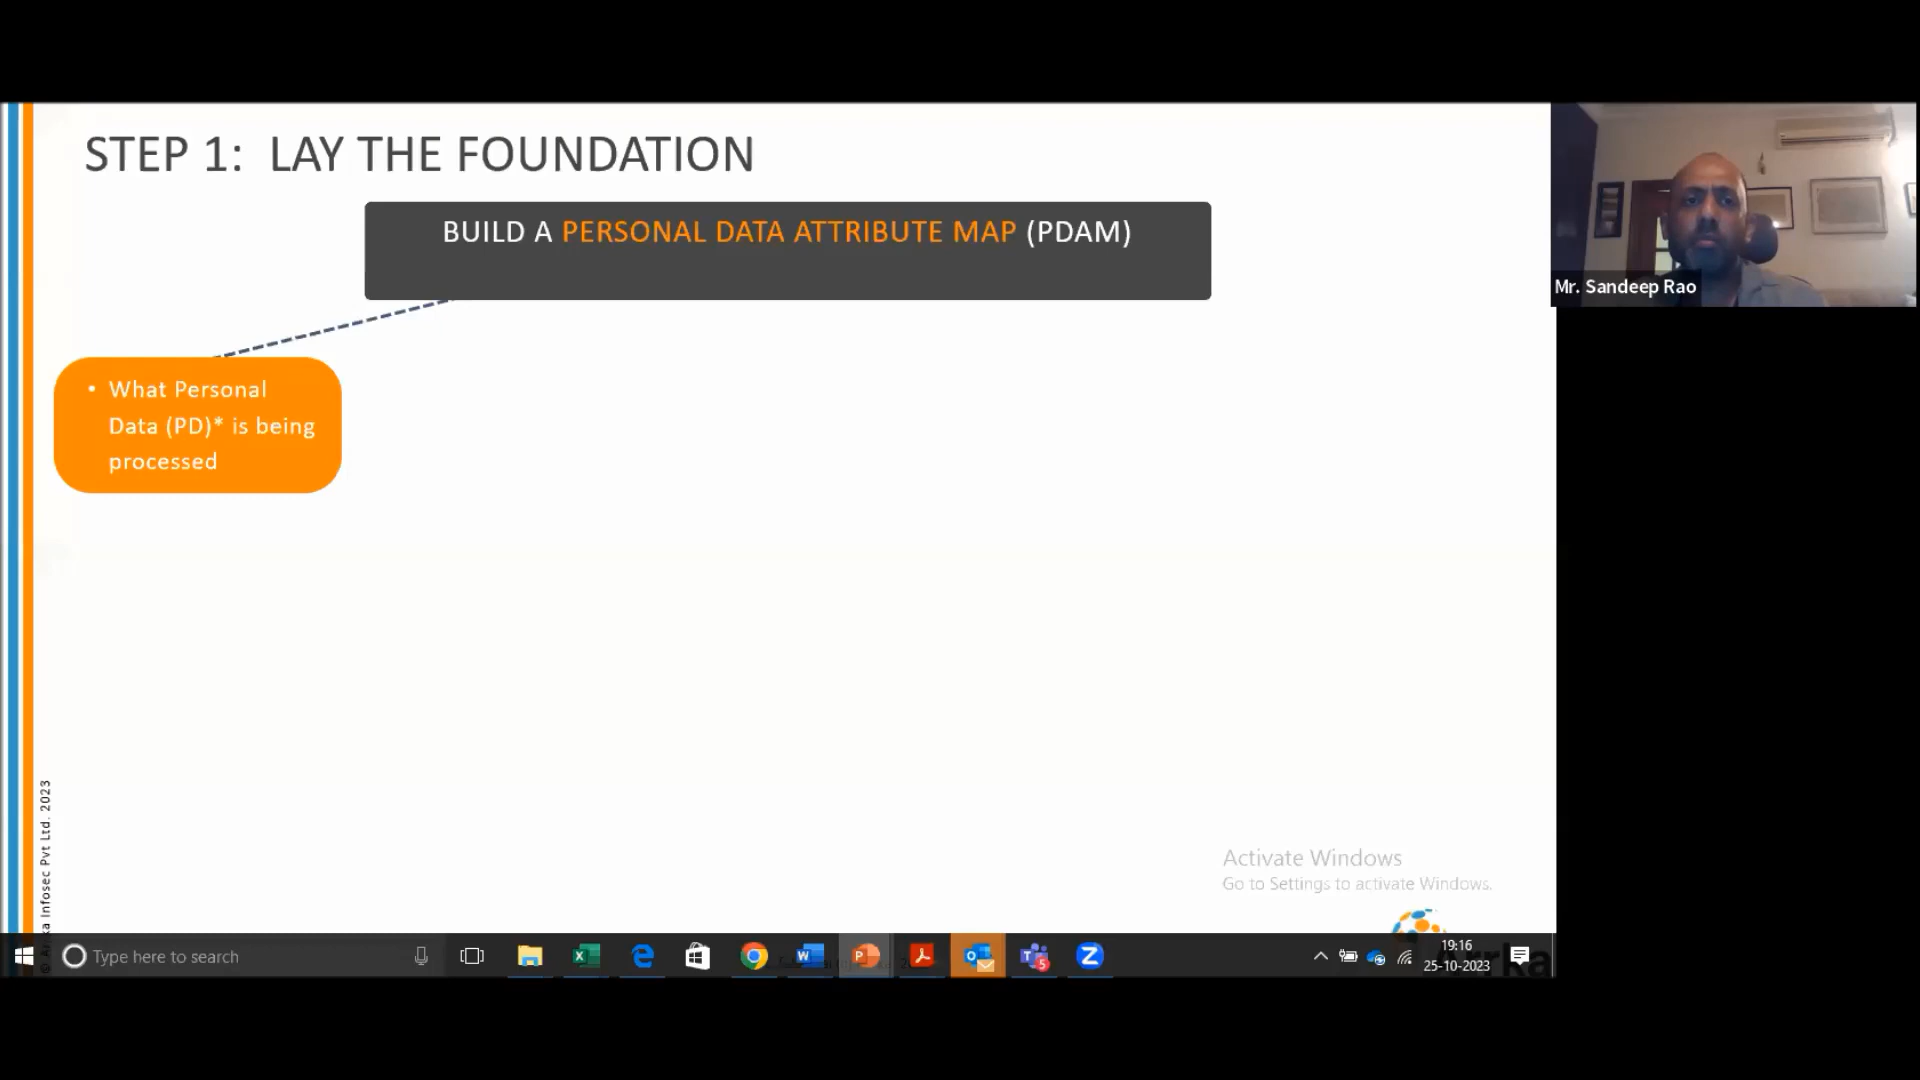 STEP 1: LAY THE FOUNDATION
BUILD A PERSONAL DATA ATTRIBUTE MAP (PDAM)
Mr. Sandeep Rao
• What Personal
Data (PD)* is being
processed
Infosec Pvt Ltd. 2023
Activate Windows
Go to Settings to activate Windows.
Type here to search
19:16
25-10-2023